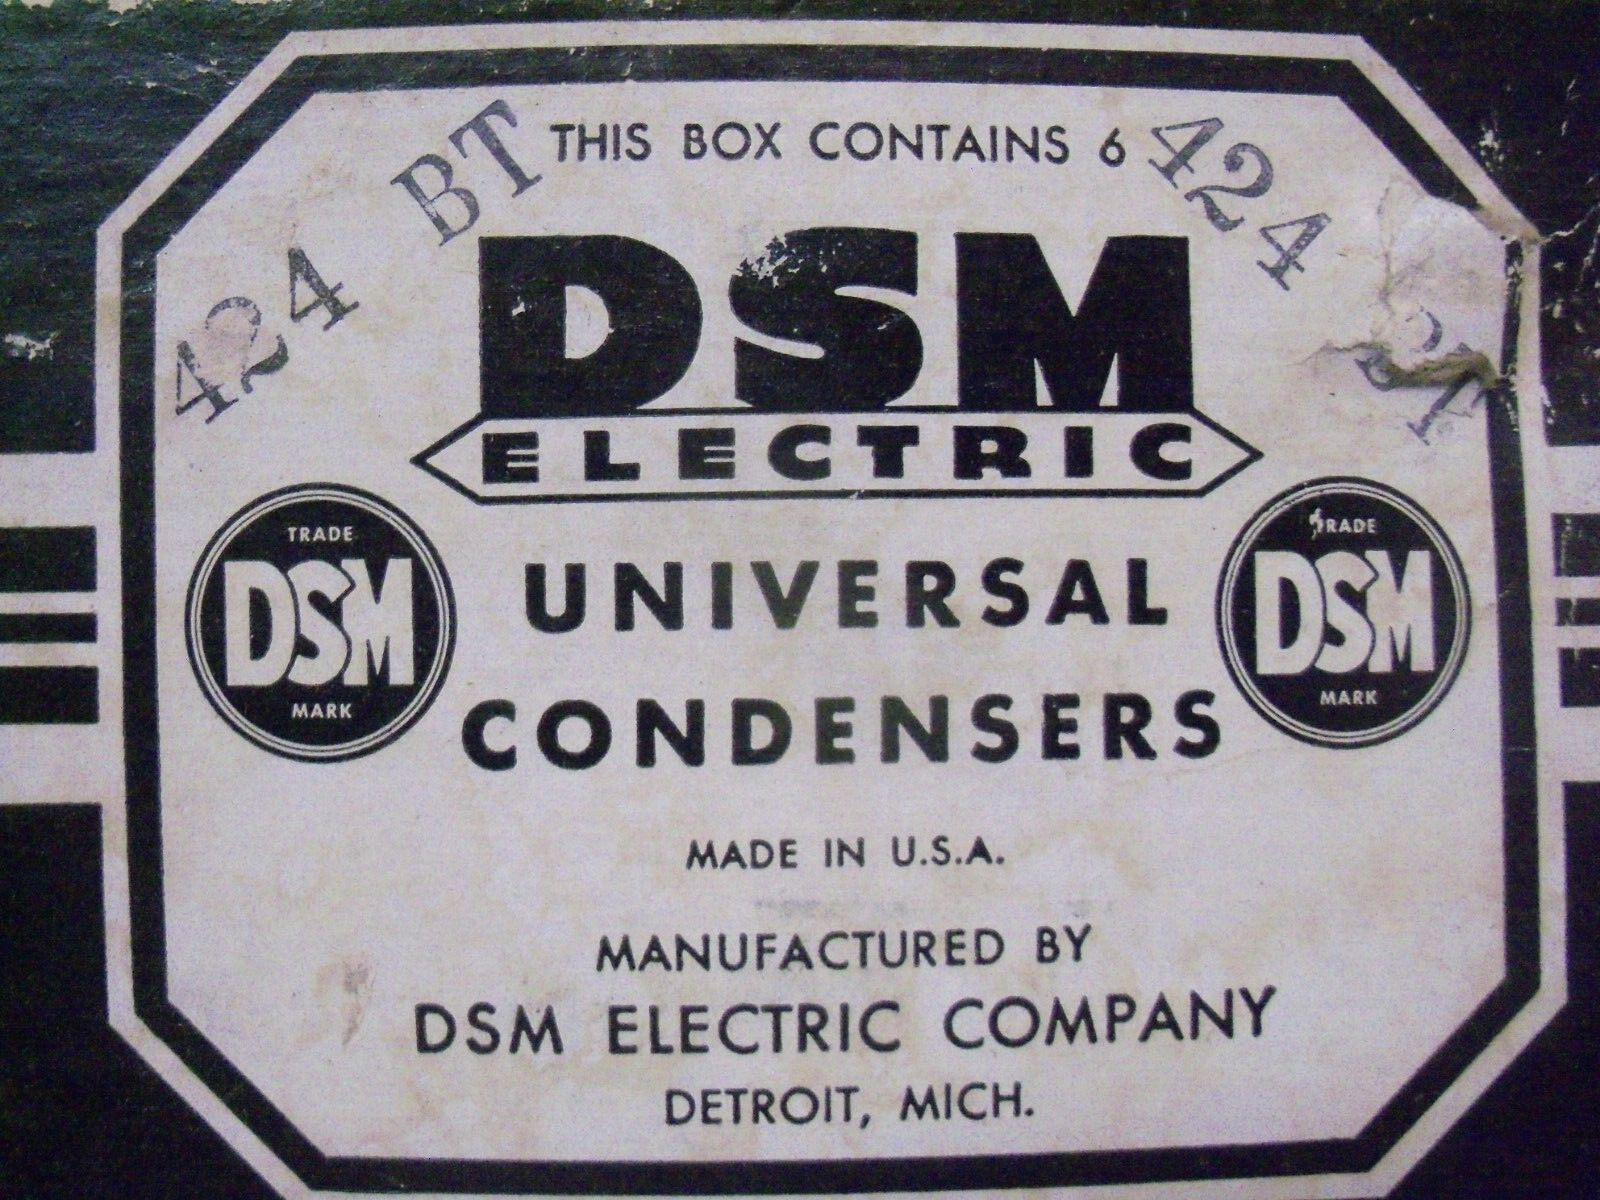 THIS BOX CONTAINS 6
424 BT
424 BT
DSM
ELECTRIC
TRADE
DSM
MARK
TRADE
DSM
MARK
UNIVERSAL
CONDENSERS
MADE IN U.S.A.
MANUFACTURED BY
DSM ELECTRIC COMPANY
DETROIT, MICH.